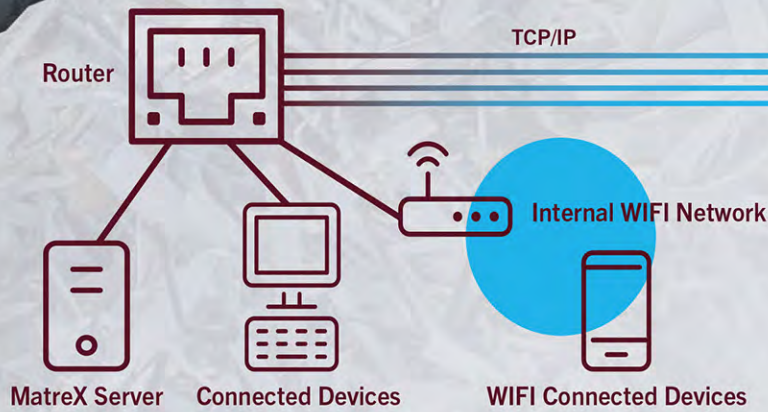 TCP/IP
Router
Internal WIFI Network
MatreX Server
Connected Devices
WIFI Connected Devices